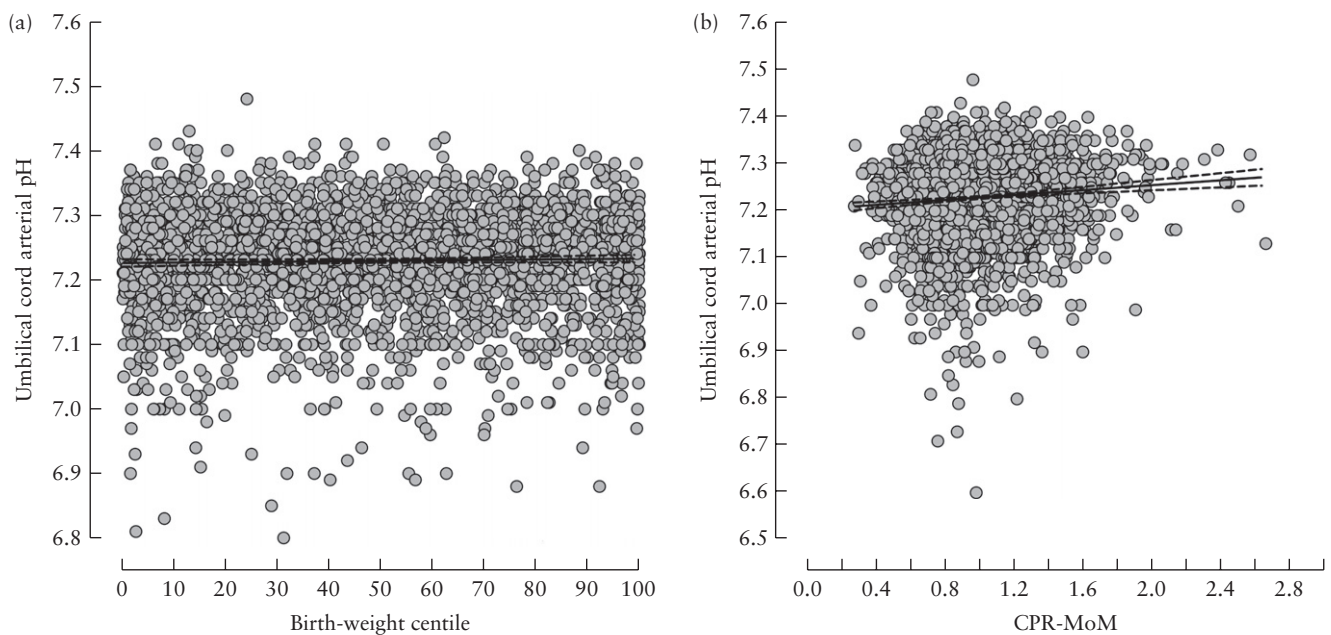 (a)
7.6
7.5
7.4
7.3
7.2
7.1
7.0
6.9
6.8
Umbilical cord arterial pH
0 10 20 30 40 50 60 70 80 90 100
Birth-weight centile
(b)
7.6
7.5
7.4
7.3
7.2
7.1
7.0
6.9
6.8
6.7
6.6
6.5
Umbilical cord arterial pH
0.0 0.4 0.8 1.2 1.6 2.0 2.4 2.8
CPR-MoM